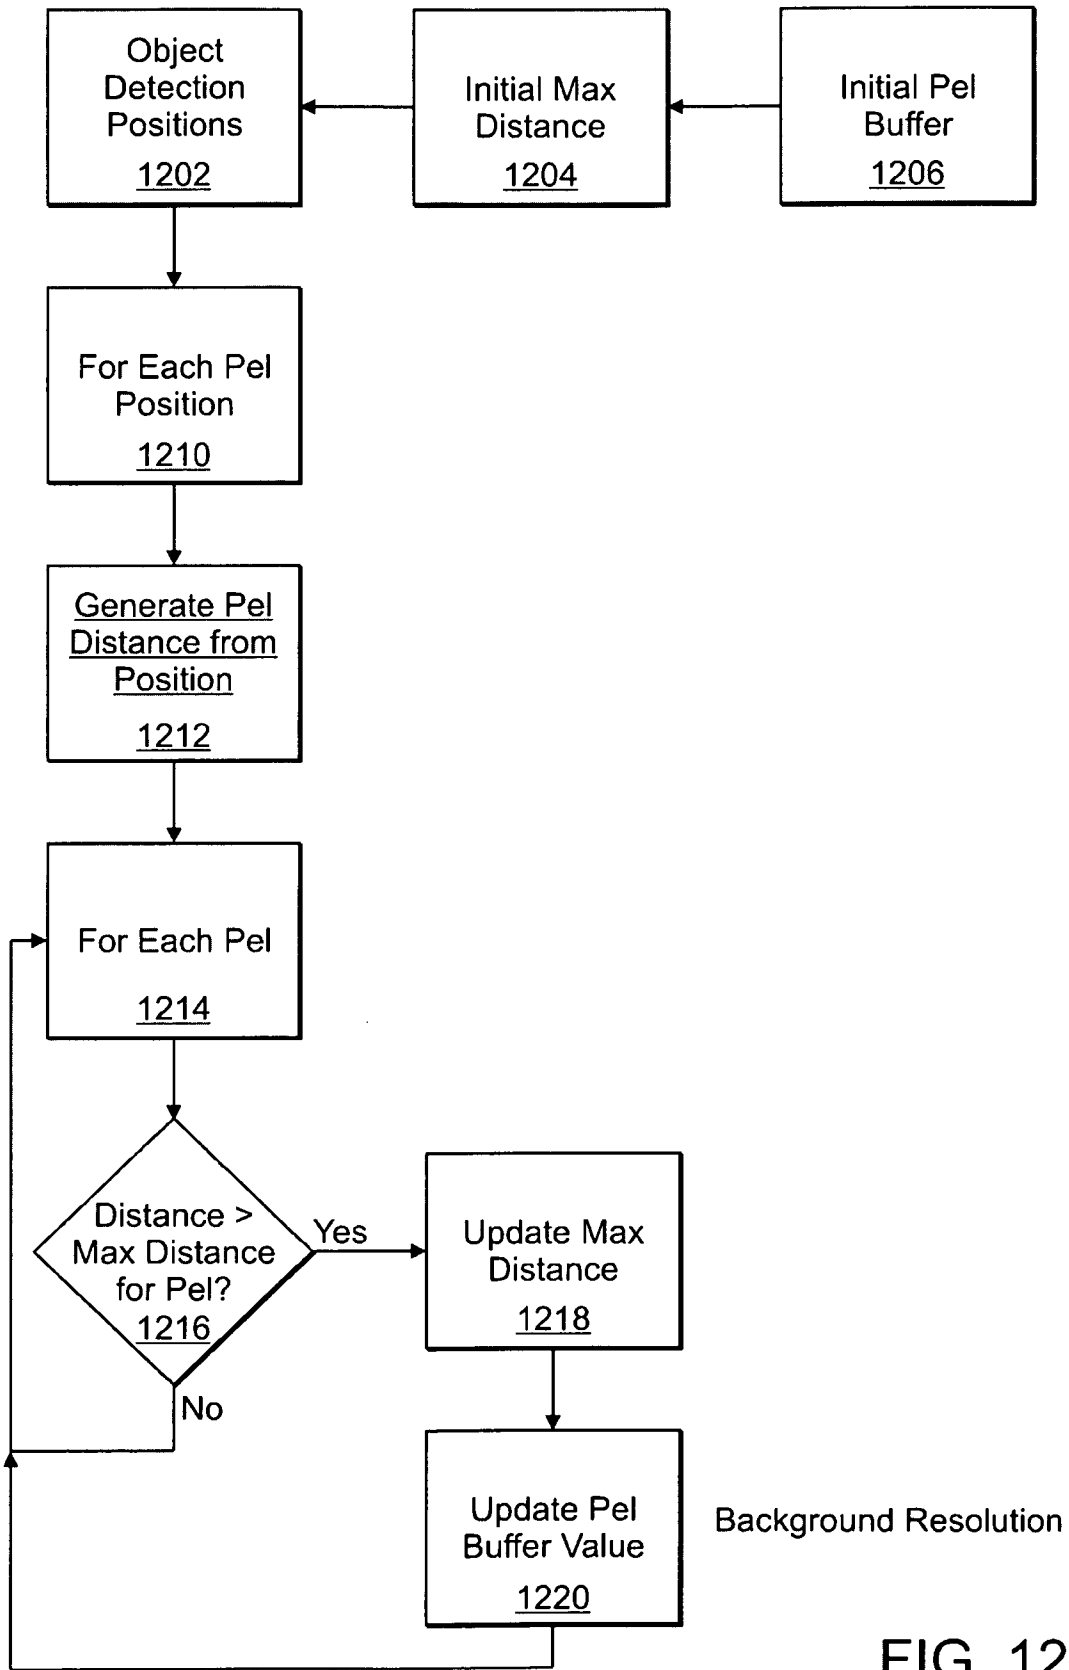 Object
Detection
Positions
1202
Initial Max
Distance
1204
Initial Pel
Buffer
1206
For Each Pel
Position
1210
Generate Pel
Distance from
Position
1212
For Each Pel
1214
Distance >
Max Distance
for Pel?
1216
Yes
No
Update Max
Distance
1218
Update Pel
Buffer Value
1220
Background Resolution
FIG. 12